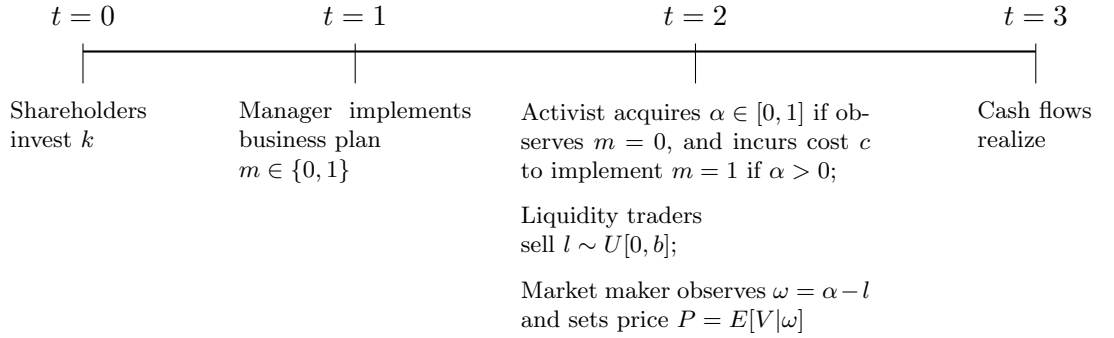 t = 0
t = 1
t = 2
t = 3
Shareholders
invest k
Manager implements
business plan
m ∈ {0, 1}
Activist acquires α ∈ [0, 1] if ob-
serves m = 0, and incurs cost c
to implement m = 1 if α > 0;
Liquidity traders
sell l ∼ U[0, b];
Market maker observes ω = α−l
and sets price P = E[V|ω]
Cash flows
realize